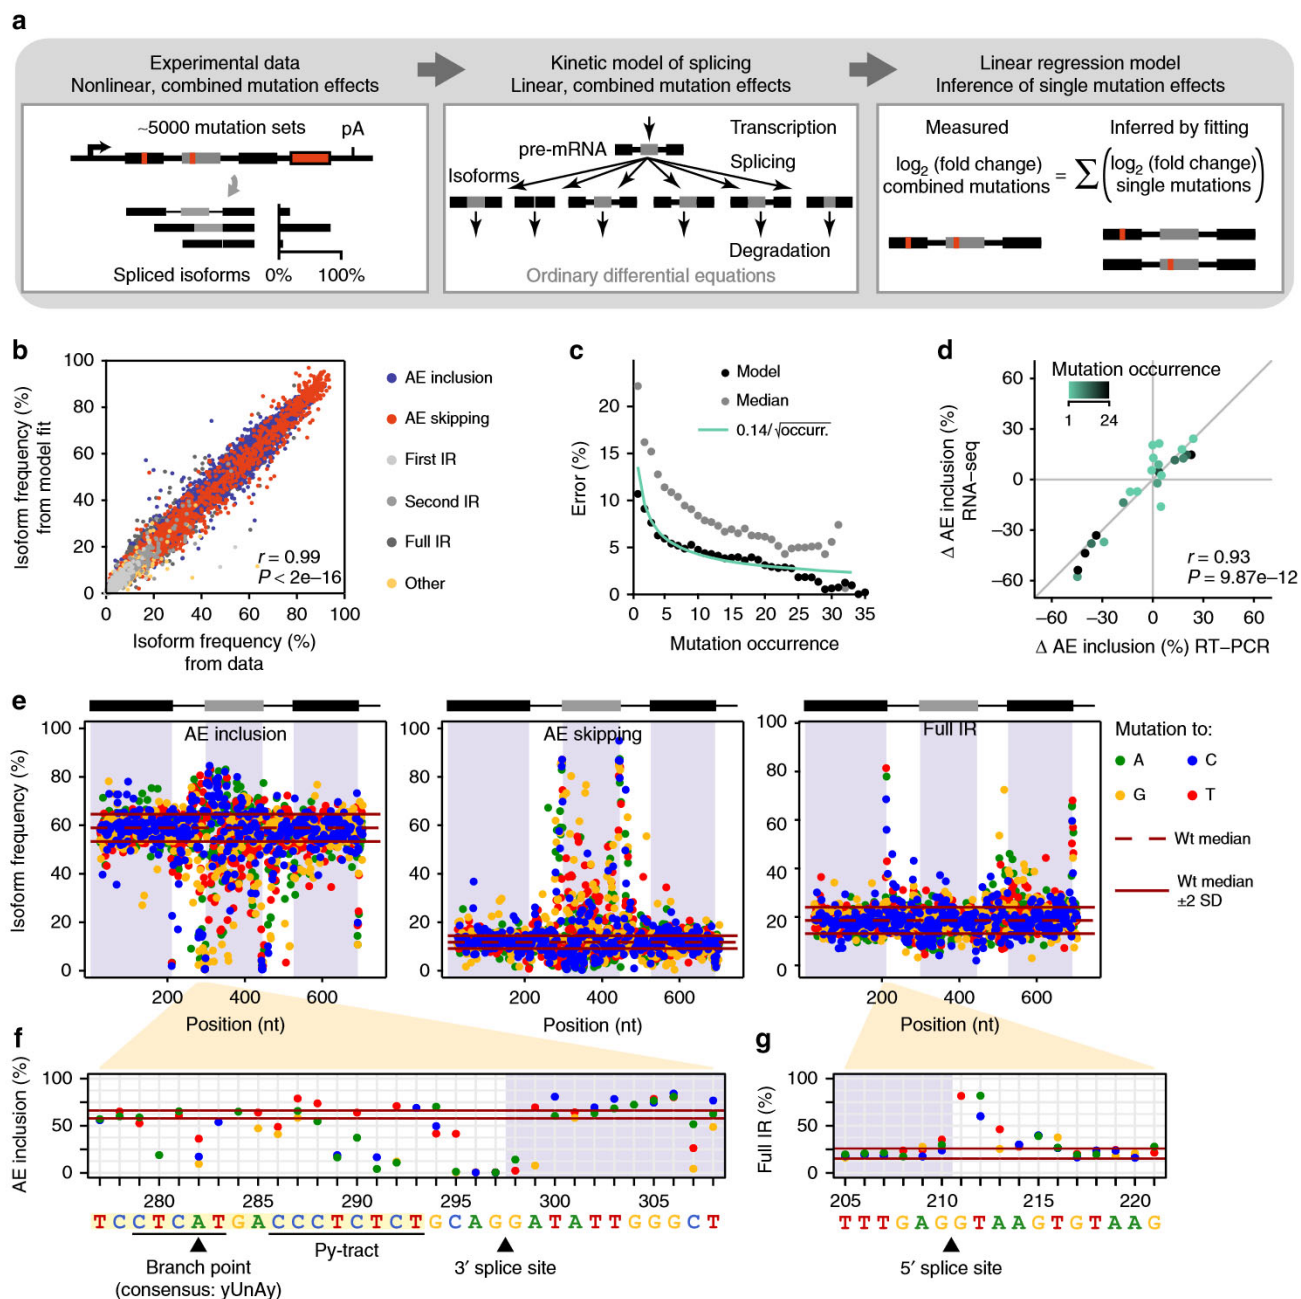 a
Experimental data
Nonlinear, combined mutation effects
Kinetic model of splicing
Linear, combined mutation effects
Linear regression model
Inference of single mutation effects
~5000 mutation sets
pA
Spliced isoforms
0% 100%
Transcription
pre-mRNA
Splicing
Isoforms
Degradation
Ordinary differential equations
Measured
Inferred by fitting
log2 (fold change) combined mutations = ∑ (log2 (fold change) single mutations)
b
Isoform frequency (%)
from model fit
100
80
60
40
20
0
0 20 40 60 80 100
r = 0.99
P < 2e−16
Isoform frequency (%)
from data
AE inclusion
AE skipping
First IR
Second IR
Full IR
Other
c
Error (%)
20
15
10
5
0
0 5 10 15 20 25 30 35
Model
Median
0.14/√occurr.
Mutation occurrence
d
Δ AE inclusion (%)
RNA−seq
60
30
0
−30
−60
−60 −30 0 30 60
Mutation occurrence
1 24
r = 0.93
P = 9.87e−12
Δ AE inclusion (%) RT−PCR
e
Isoform frequency (%)
100
80
60
40
20
0
200 400 600
AE inclusion
Position (nt)
100
80
60
40
20
0
200 400 600
AE skipping
Position (nt)
100
80
60
40
20
0
200 400 600
Full IR
Position (nt)
Mutation to:
A C
G T
Wt median
Wt median
±2 SD
f
AE inclusion (%)
100
50
0
280 285 290 295 300 305
TCCTCATGACCCTCTCTGCAGGATATTGGGCT
Branch point
(consensus: yUnAy)
Py-tract
3′ splice site
g
Full IR (%)
100
50
0
205 210 215 220
TTTGAGGTAAGTGTAAG
5′ splice site